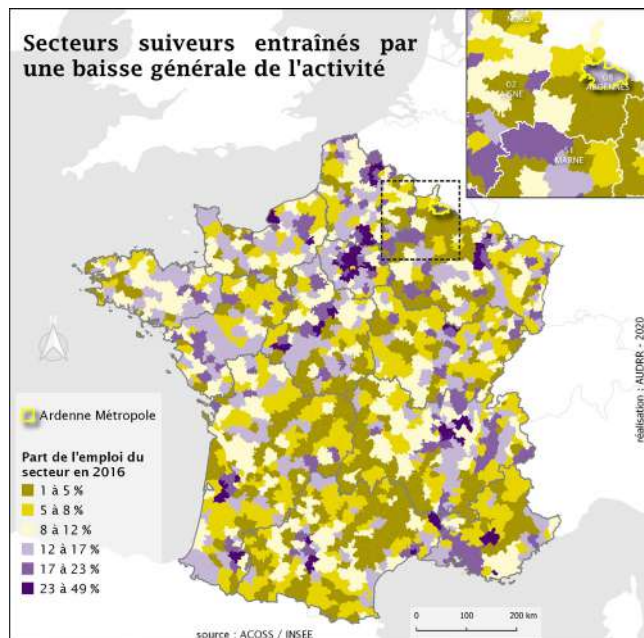 Secteurs suiveurs entraînés par
une baisse générale de l'activité
08
ARDENNES
02
51
MARNE
N
Ardenne Métropole
Part de l'emploi du
secteur en 2016
1 à 5 %
5 à 8 %
8 à 12 %
12 à 17 %
17 à 23 %
23 à 49 %
0 100 200 km
source : ACOSS / INSEE
réalisation : AUDRR - 2020